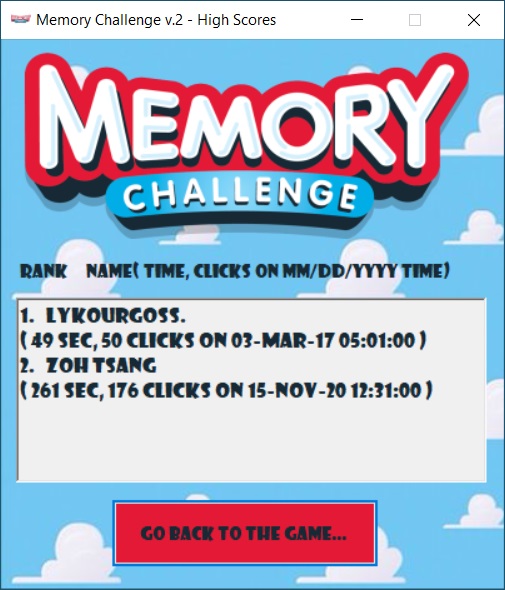 Memory Challenge v.2 - High Scores
MEMORY
CHALLENGE
RANK NAME( TIME, CLICKS ON MM/DD/YYYY TIME)
1. LYKOURGOSS.
( 49 SEC, 50 CLICKS ON 03-MAR-17 05:01:00 )
2. ZOH TSANG
( 261 SEC, 176 CLICKS ON 15-NOV-20 12:31:00 )
GO BACK TO THE GAME...